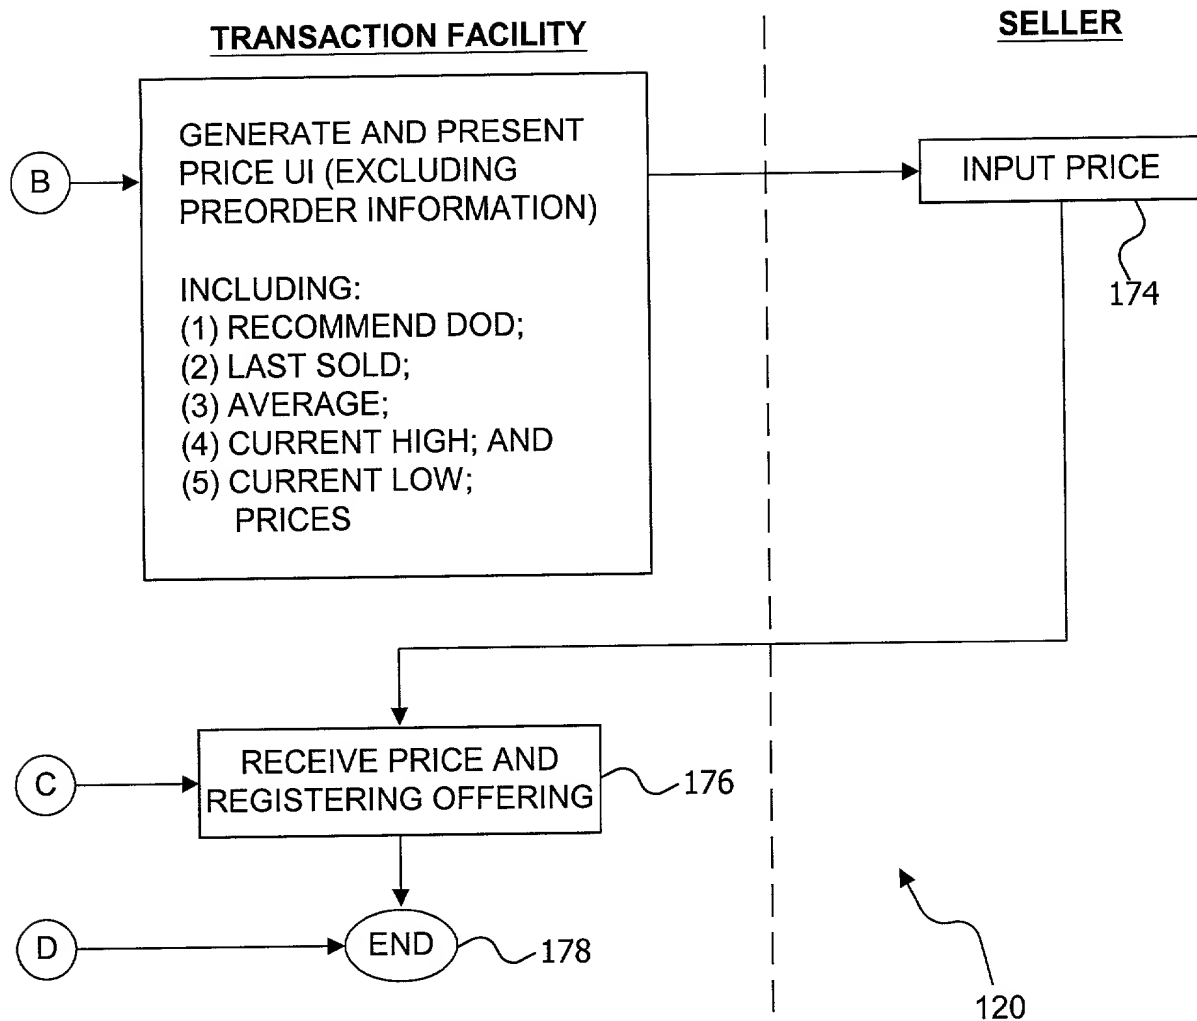 TRANSACTION FACILITY
SELLER
B
GENERATE AND PRESENT
PRICE UI (EXCLUDING
PREORDER INFORMATION)
INCLUDING:
(1) RECOMMEND DOD;
(2) LAST SOLD;
(3) AVERAGE;
(4) CURRENT HIGH; AND
(5) CURRENT LOW;
PRICES
INPUT PRICE
174
C
RECEIVE PRICE AND
REGISTERING OFFERING
176
D
END
178
120